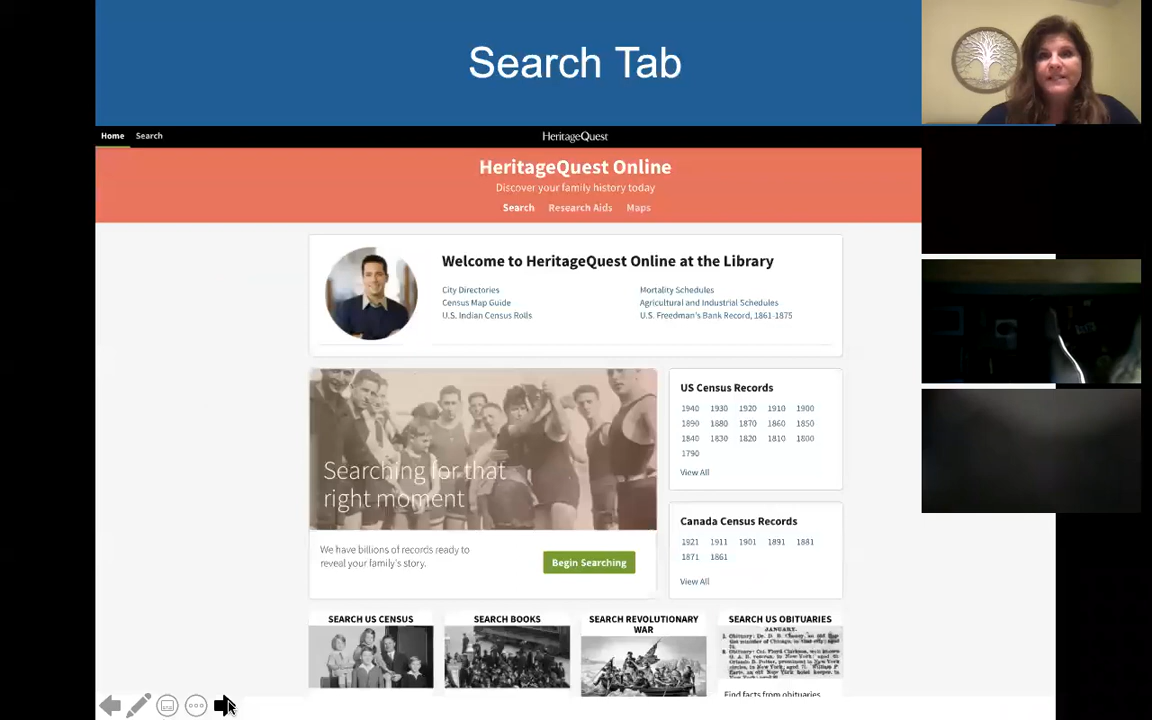 Search Tab
Home Search
HeritageQuest
HeritageQuest Online
Discover your family history today
Search Research Aids Maps
Welcome to HeritageQuest Online at the Library
City Directories
Census Map Guide
U.S. Indian Census Rolls
Mortality Schedules
Agricultural and Industrial Schedules
U.S. Freedman's Bank Record, 1861-1875
Searching for that
right moment
We have billions of records ready to
reveal your family's story.
Begin Searching
US Census Records
1940 1930 1920 1910 1900
1890 1880 1870 1860 1850
1840 1830 1820 1810 1800
1790
View All
Canada Census Records
1921 1911 1901 1891 1881
1871 1861
View All
SEARCH US CENSUS
SEARCH BOOKS
SEARCH REVOLUTIONARY
WAR
SEARCH US OBITUARIES
JANUARY.
Find facts from obituaries